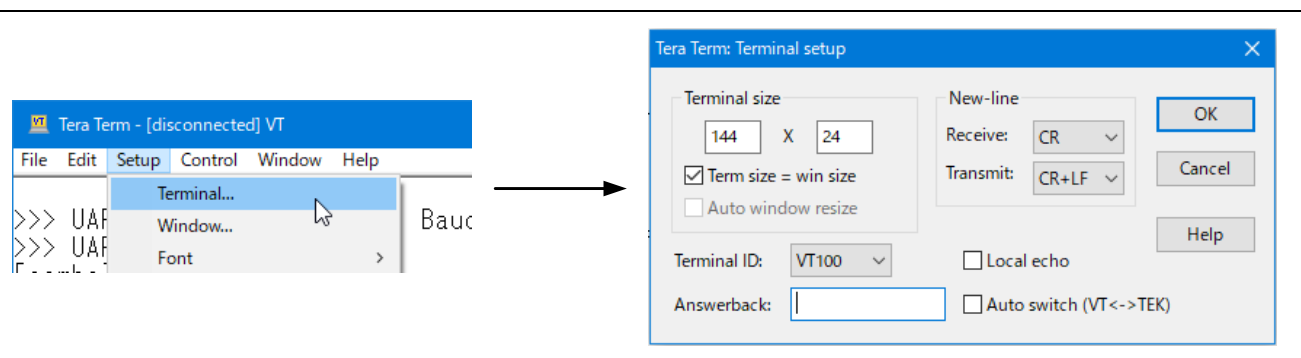 Tera Term - [disconnected] VT
File Edit Setup Control Window Help
Terminal...
>>> UAR
Window...
Baud
>>> UAR
Font
Tera Term: Terminal setup
Terminal size
144 X 24
Term size = win size
Auto window resize
New-line
Receive: CR
Transmit: CR+LF
OK
Cancel
Help
Terminal ID: VT100
Local echo
Answerback:
Auto switch (VT<->TEK)